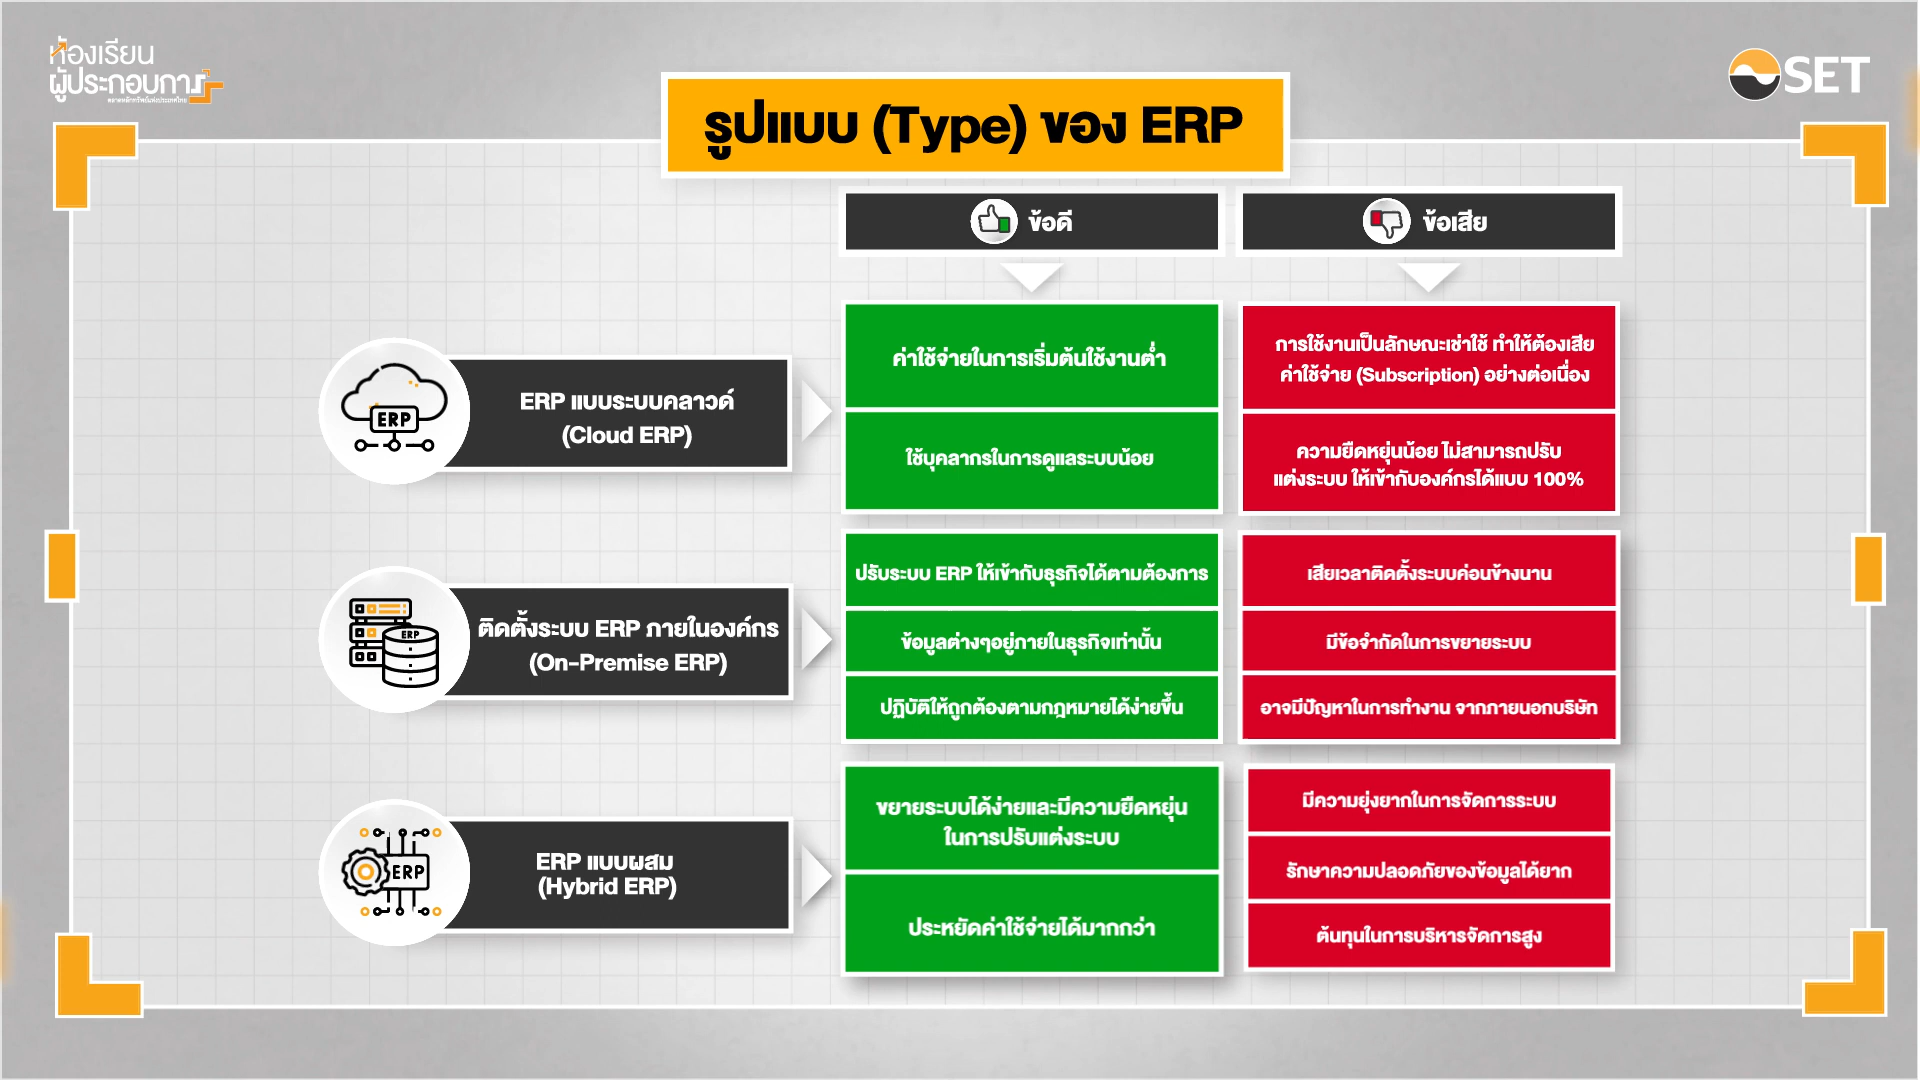 ห้องเรียน
ผู้ประกอบการ
ตลาดหลักทรัพย์แห่งประเทศไทย
SET
รูปแบบ (Type) ของ ERP
ข้อดี
ข้อเสีย
ERP
ERP แบบระบบคลาวด์
(Cloud ERP)
ค่าใช้จ่ายในการเริ่มต้นใช้งานต่ำ
ใช้บุคลากรในการดูแลระบบน้อย
การใช้งานเป็นลักษณะเช่าใช้ ทำให้ต้องเสีย
ค่าใช้จ่าย (Subscription) อย่างต่อเนื่อง
ความยืดหยุ่นน้อย ไม่สามารถปรับ
แต่งระบบ ให้เข้ากับองค์กรได้แบบ 100%
ERP
ติดตั้งระบบ ERP ภายในองค์กร
(On-Premise ERP)
ปรับระบบ ERP ให้เข้ากับธุรกิจได้ตามต้องการ
ข้อมูลต่างๆอยู่ภายในธุรกิจเท่านั้น
ปฏิบัติให้ถูกต้องตามกฎหมายได้ง่ายขึ้น
เสียเวลาติดตั้งระบบค่อนข้างนาน
มีข้อจำกัดในการขยายระบบ
อาจมีปัญหาในการทำงาน จากภายนอกบริษัท
ERP
ERP แบบผสม
(Hybrid ERP)
ขยายระบบได้ง่ายและมีความยืดหยุ่น
ในการปรับแต่งระบบ
ประหยัดค่าใช้จ่ายได้มากกว่า
มีความยุ่งยากในการจัดการระบบ
รักษาความปลอดภัยของข้อมูลได้ยาก
ต้นทุนในการบริหารจัดการสูง